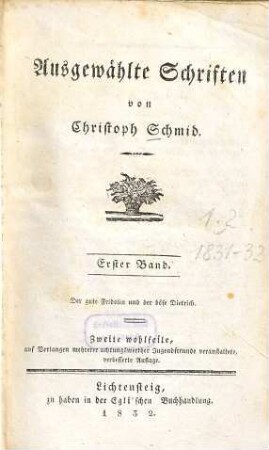 Ausgewählte Schriften
von
Christoph Schmid.
1-2
1831-32
Erster Band.
Der gute Fridolin und der böse Dietrich.
Zweite wohlfeile,
auf Verlangen mehrerer achtungswerther Jugendfreunde veranstaltete,
verbesserte Auflage.
Lichtensteig,
zu haben in der Egli'schen Buchhandlung.
1832.